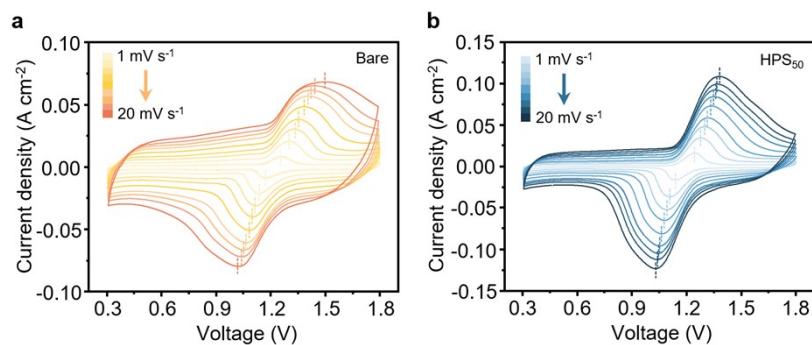 a
Bare
1 mV s⁻¹
20 mV s⁻¹
0.10
0.05
0.00
-0.05
-0.10
Current density (A cm⁻²)
0.3 0.6 0.9 1.2 1.5 1.8
Voltage (V)
b
HPS₅₀
1 mV s⁻¹
20 mV s⁻¹
0.15
0.10
0.05
0.00
-0.05
-0.10
-0.15
Current density (A cm⁻²)
0.3 0.6 0.9 1.2 1.5 1.8
Voltage (V)